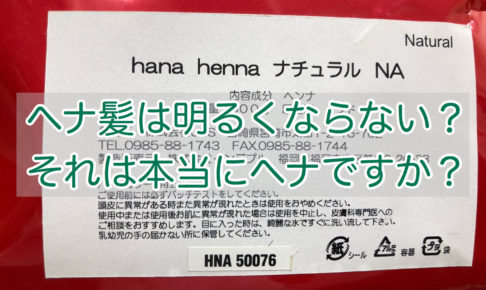 Natural
hana henna ナチュラル NA
内容成分 ヘンナ
ヘナ髪は明るくならない？
TEL.0985-88-1743 FAX.0985-88-1744
それは本当にヘナですか？
ご使用前には必ずパッチテストをしてください。
頭皮に異常がある時また異常が現れたときは使用をおやめください。
使用中または使用後お肌に異常が現れた場合は使用を中止し、皮膚科専門医への
ご相談をおすすめします。目に入った時は、綺麗な水ですぐに洗い流して下さい。
乳幼児の手の届かない所に保管してください。
紙 シール アルミ 容器 プラ 袋
HNA 50076